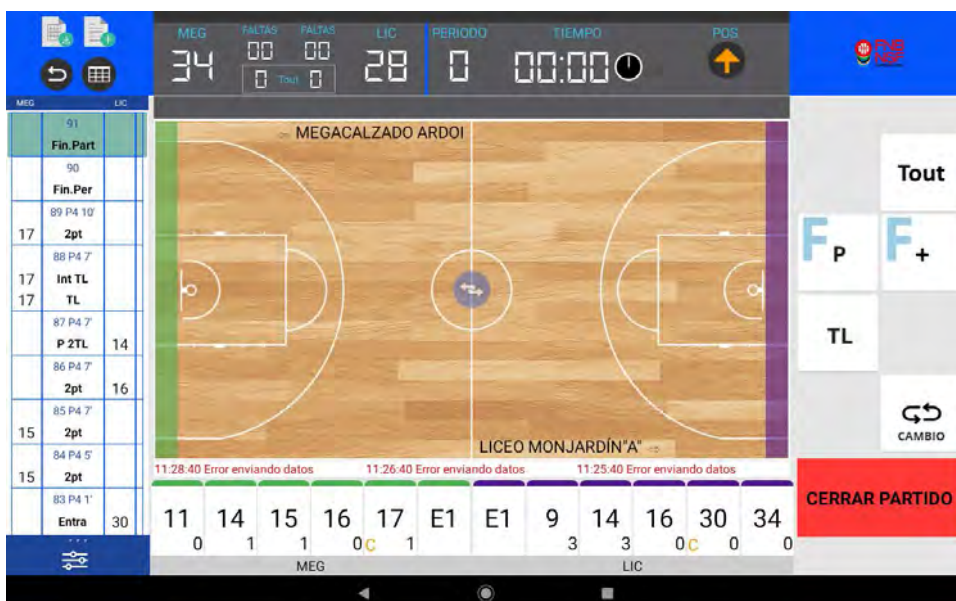 MEG FALTAS FALTAS LIC PERIODO TIEMPO POS
34 00 00 28 0 00:00
0 Tout 0
MEG LIC
91
Fin.Part
90
Fin.Per
89 P4 10'
17 2pt
88 P4 7'
17 Int TL
17 TL
87 P4 7'
P 2TL 14
86 P4 7'
2pt 16
85 P4 7'
15 2pt
84 P4 5'
15 2pt
83 P4 1'
Entra 30
MEGACALZADO ARDOI
LICEO MONJARDÍN"A"
11:28:40 Error enviando datos 11:26:40 Error enviando datos 11:25:40 Error enviando datos
11 14 15 16 17 E1 E1 9 14 16 30 34
0 1 1 0 C 1 3 3 0 C 0 0
MEG LIC
Tout
F P F +
TL
CAMBIO
CERRAR PARTIDO